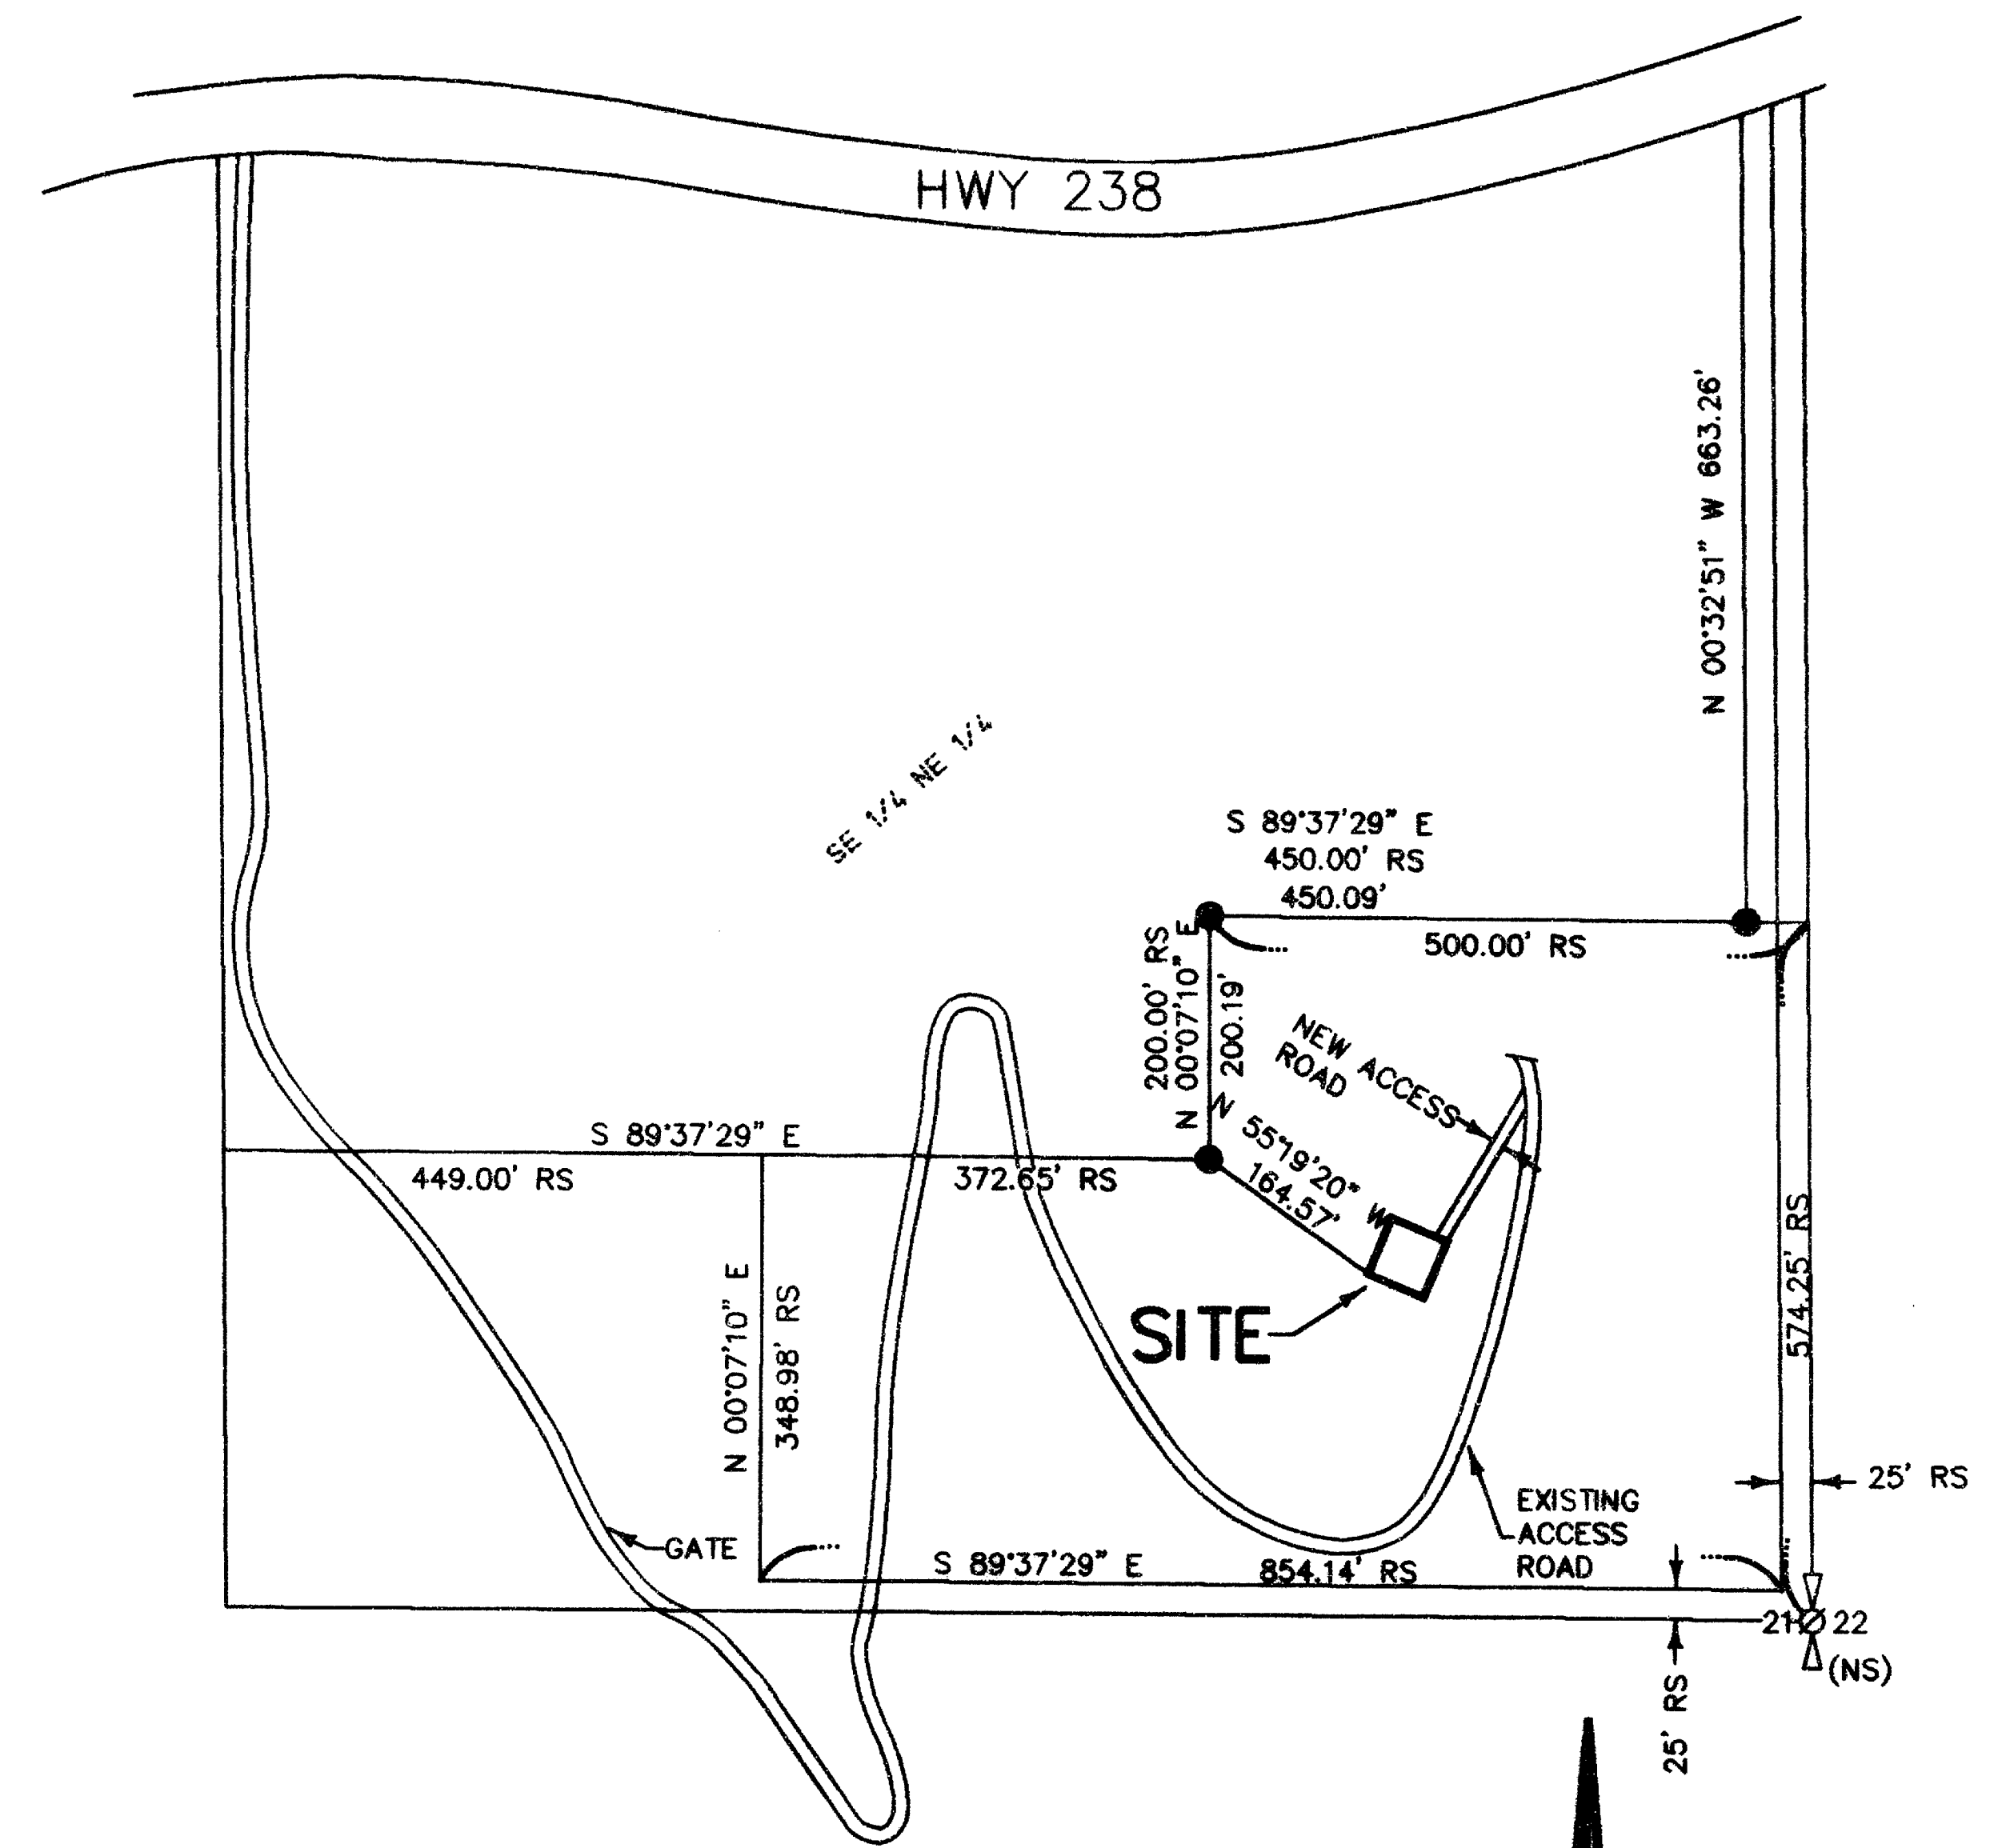 HWY 238
N 00°32'51" W 663.26'
SE 1/4 NE 1/4
S 89°37'29" E
450.00' RS
450.09'
500.00' RS
200.00' RS
N 00°07'10" E
200.19'
NEW ACCESS
ROAD
N 55°19'20" W
164.57'
S 89°37'29" E
449.00' RS
372.65' RS
574.25' RS
N 00°07'10" E
348.98' RS
SITE
25' RS
EXISTING
ACCESS
ROAD
GATE
S 89°37'29" E
854.14' RS
21
22
(NS)
25' RS